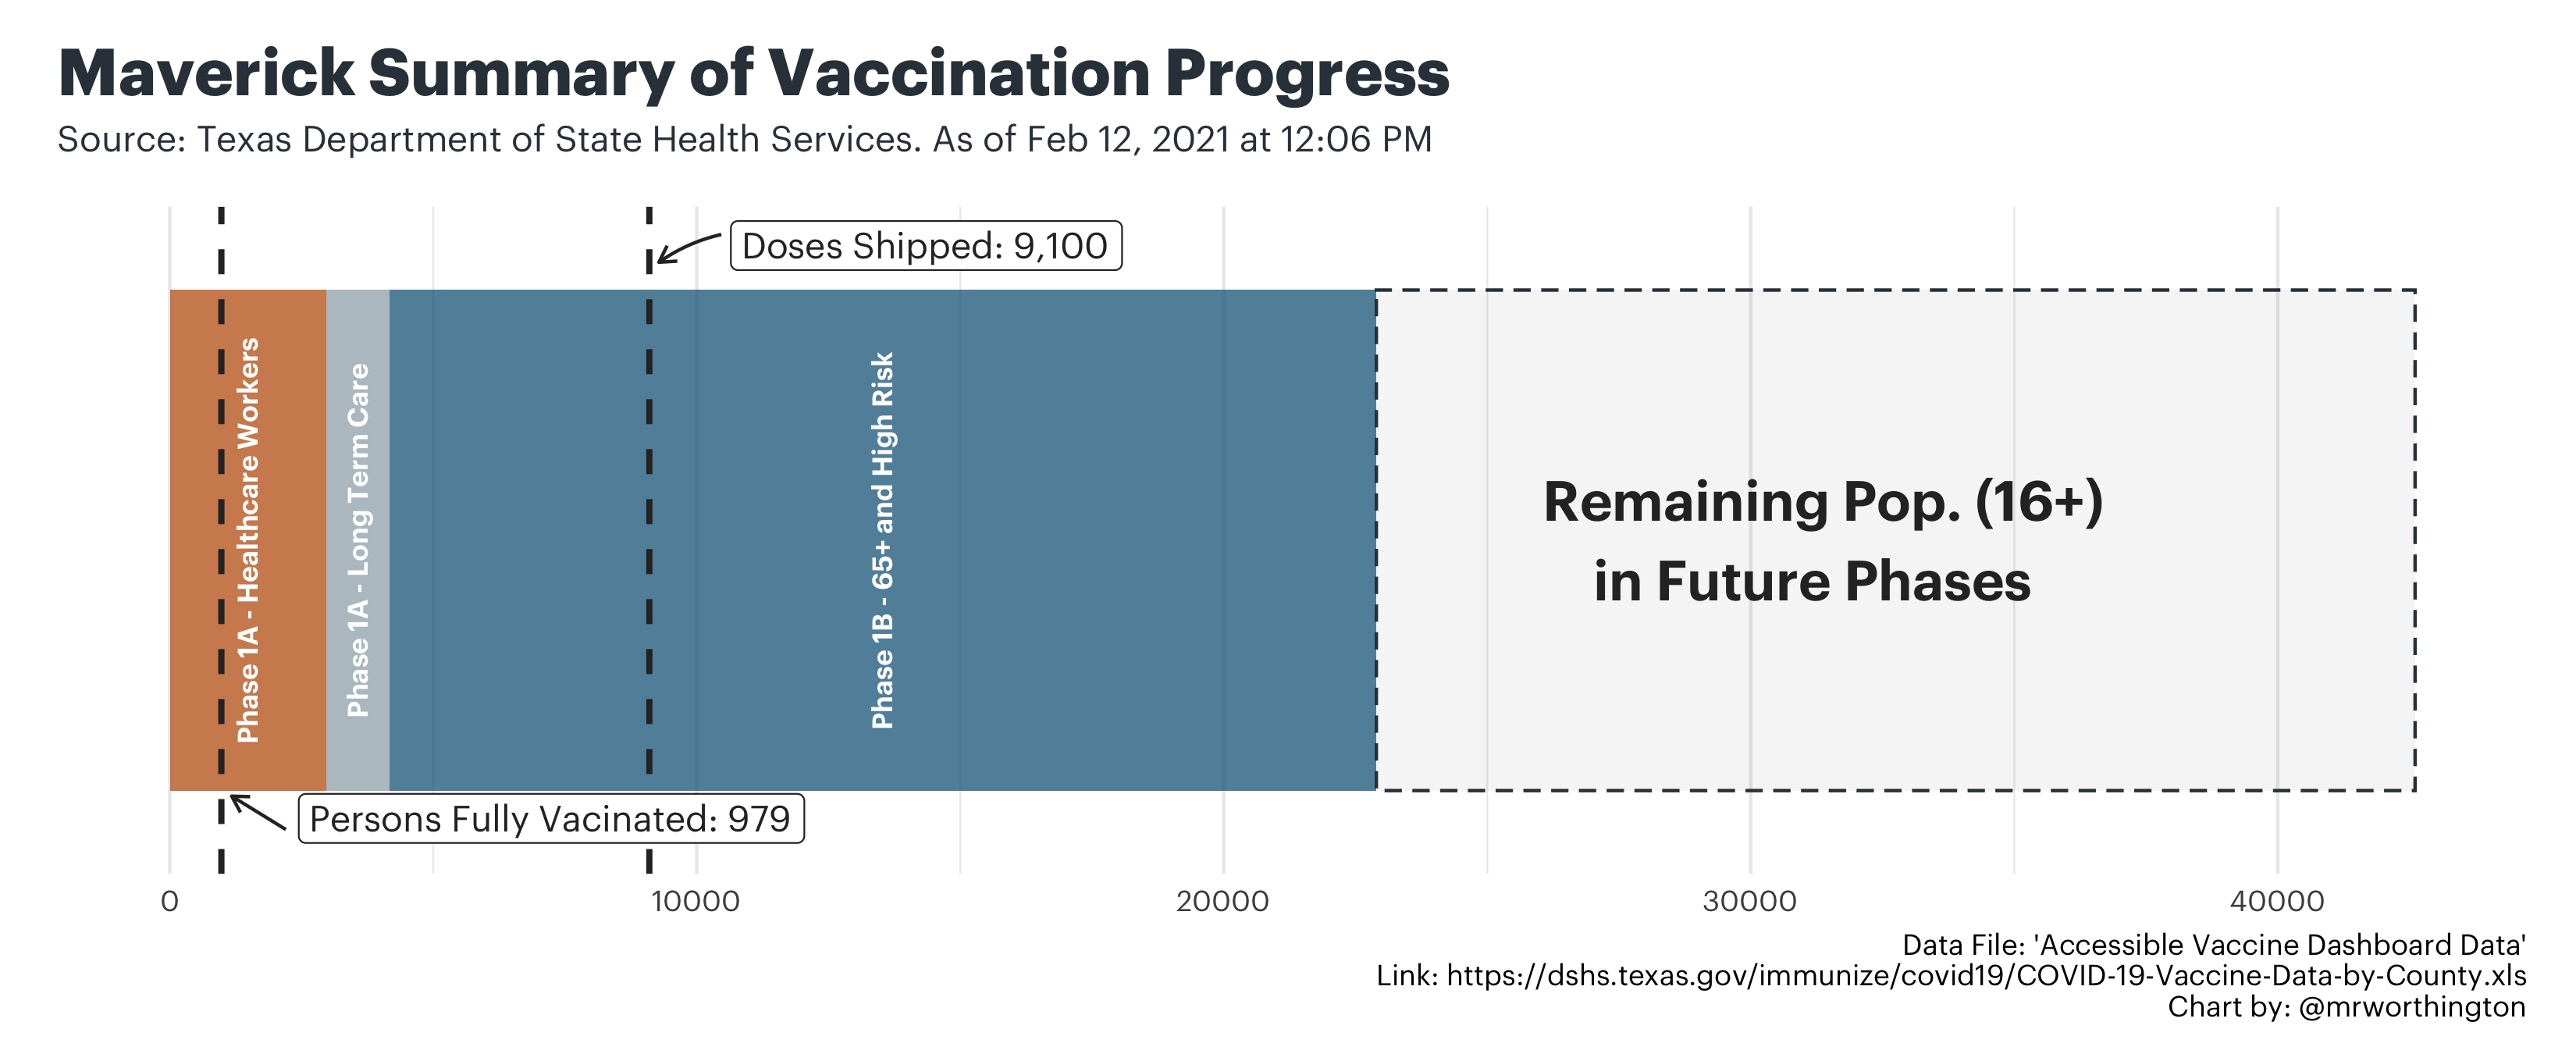 Maverick Summary of Vaccination Progress
Source: Texas Department of State Health Services. As of Feb 12, 2021 at 12:06 PM
Doses Shipped: 9,100
Phase 1A - Healthcare Workers
Phase 1A - Long Term Care
Phase 1B - 65+ and High Risk
Remaining Pop. (16+)
in Future Phases
Persons Fully Vacinated: 979
0
10000
20000
30000
40000
Data File: 'Accessible Vaccine Dashboard Data'
Link: https://dshs.texas.gov/immunize/covid19/COVID-19-Vaccine-Data-by-County.xls
Chart by: @mrworthington